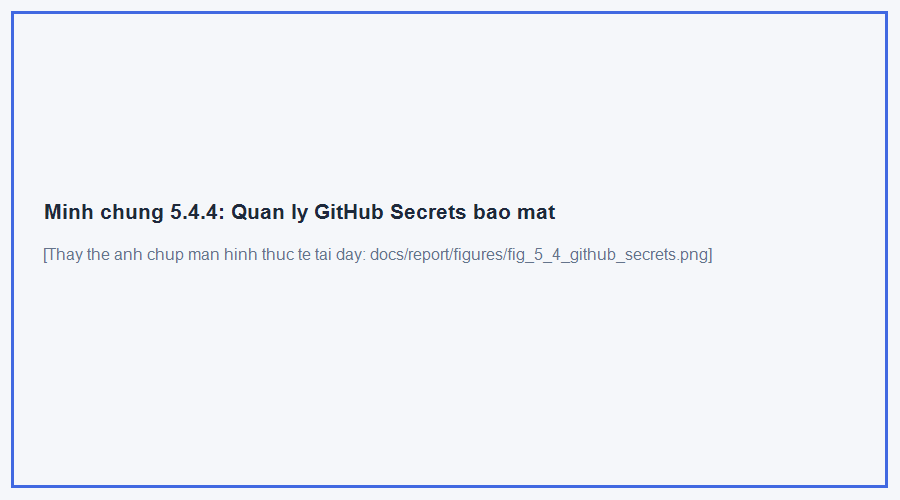 Minh chung 5.4.4: Quan ly GitHub Secrets bao mat
[Thay the anh chup man hinh thuc te tai day: docs/report/figures/fig_5_4_github_secrets.png]